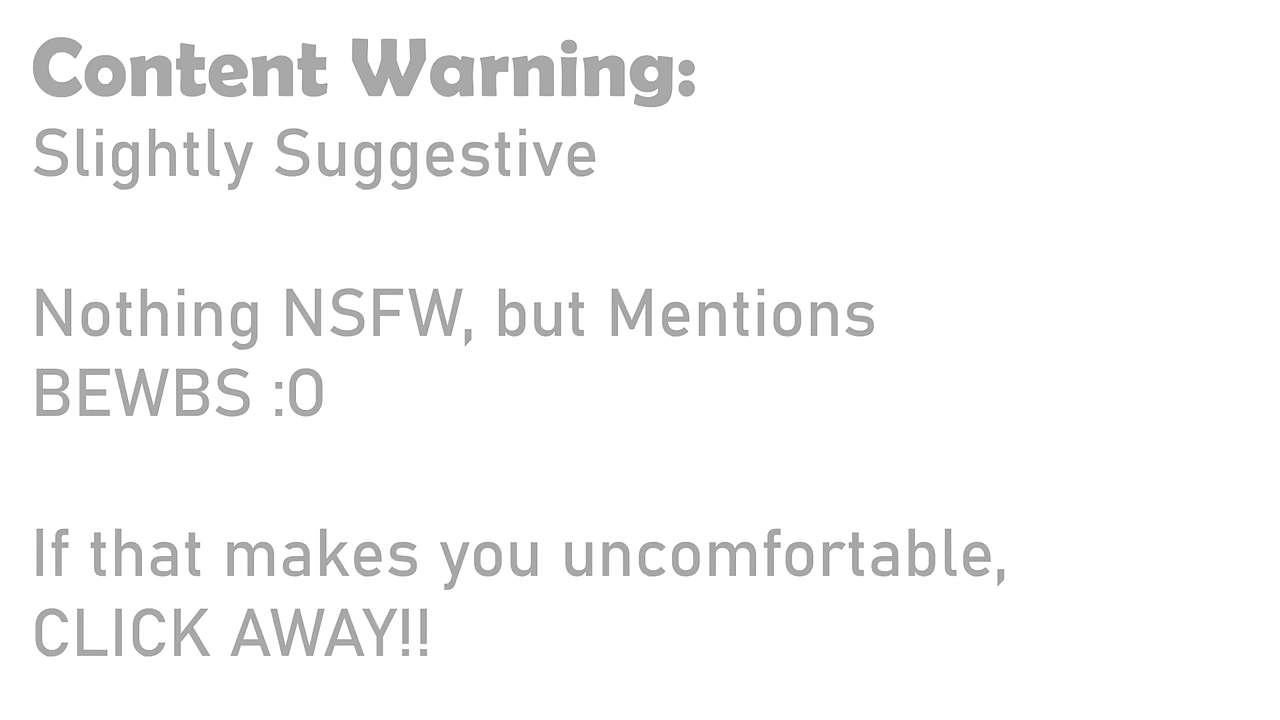 Content Warning:
Slightly Suggestive
Nothing NSFW, but Mentions
BEWBS :O
If that makes you uncomfortable,
CLICK AWAY!!